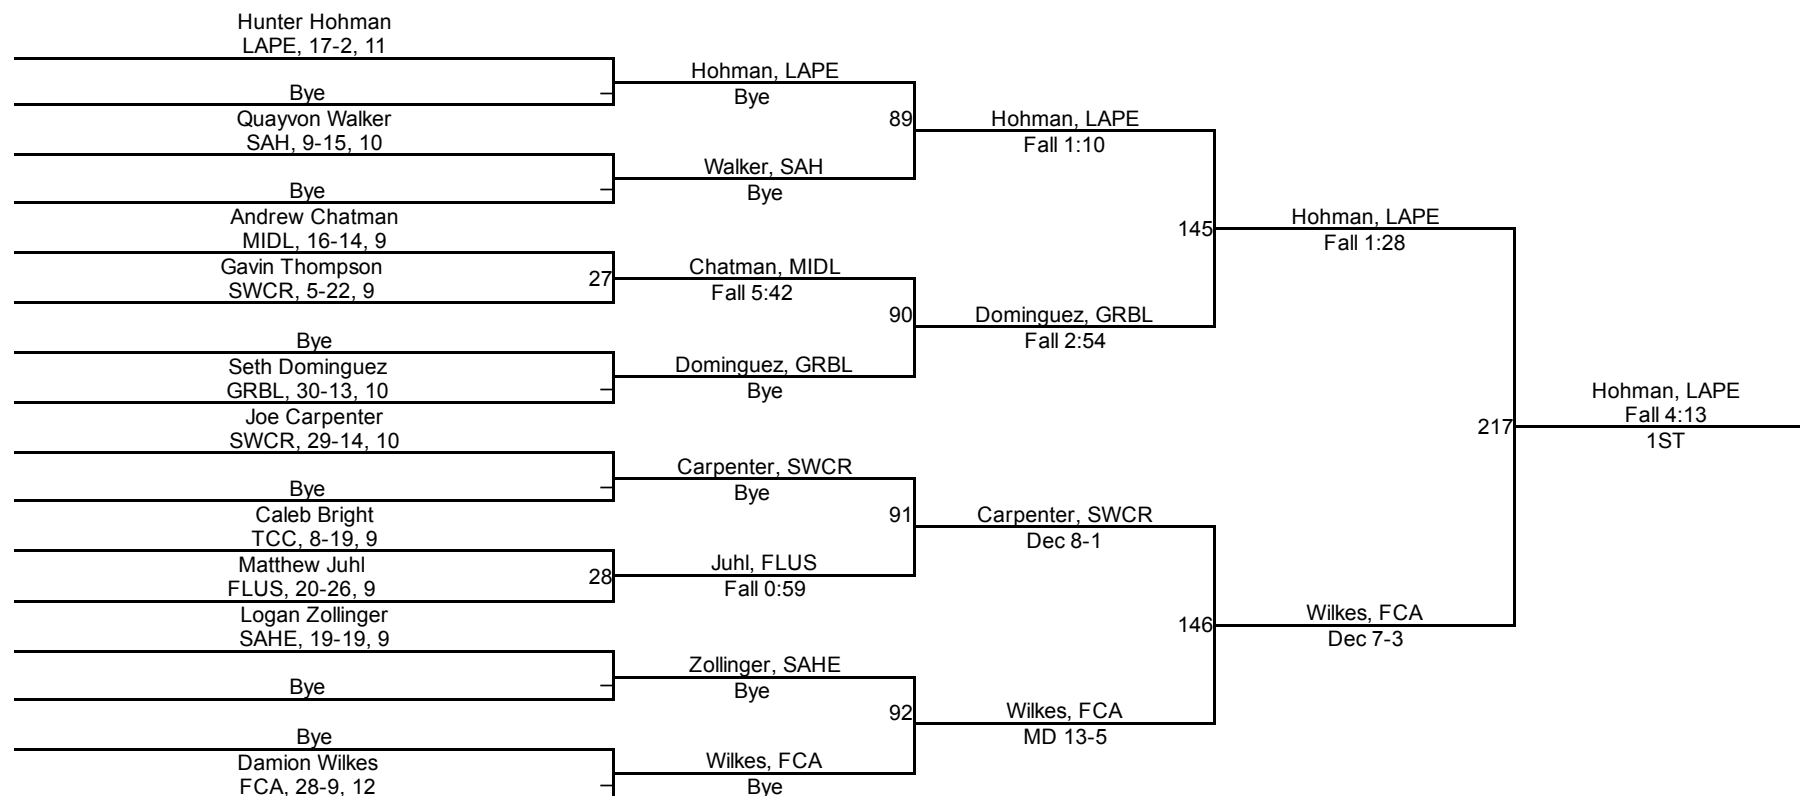 Hunter Hohman
LAPE, 17-2, 11
Bye
Quayvon Walker
SAH, 9-15, 10
Bye
Andrew Chatman
MIDL, 16-14, 9
Gavin Thompson
SWCR, 5-22, 9
27
Bye
Seth Dominguez
GRBL, 30-13, 10
Joe Carpenter
SWCR, 29-14, 10
Bye
Caleb Bright
TCC, 8-19, 9
Matthew Juhl
FLUS, 20-26, 9
28
Logan Zollinger
SAHE, 19-19, 9
Bye
Bye
Damion Wilkes
FCA, 28-9, 12
Hohman, LAPE
Bye
89
Walker, SAH
Bye
Chatman, MIDL
Fall 5:42
90
Dominguez, GRBL
Bye
Carpenter, SWCR
Bye
91
Juhl, FLUS
Fall 0:59
Zollinger, SAHE
Bye
92
Wilkes, FCA
Bye
Hohman, LAPE
Fall 1:10
145
Dominguez, GRBL
Fall 2:54
Carpenter, SWCR
Dec 8-1
146
Wilkes, FCA
MD 13-5
Hohman, LAPE
Fall 1:28
217
Wilkes, FCA
Dec 7-3
Hohman, LAPE
Fall 4:13
1ST